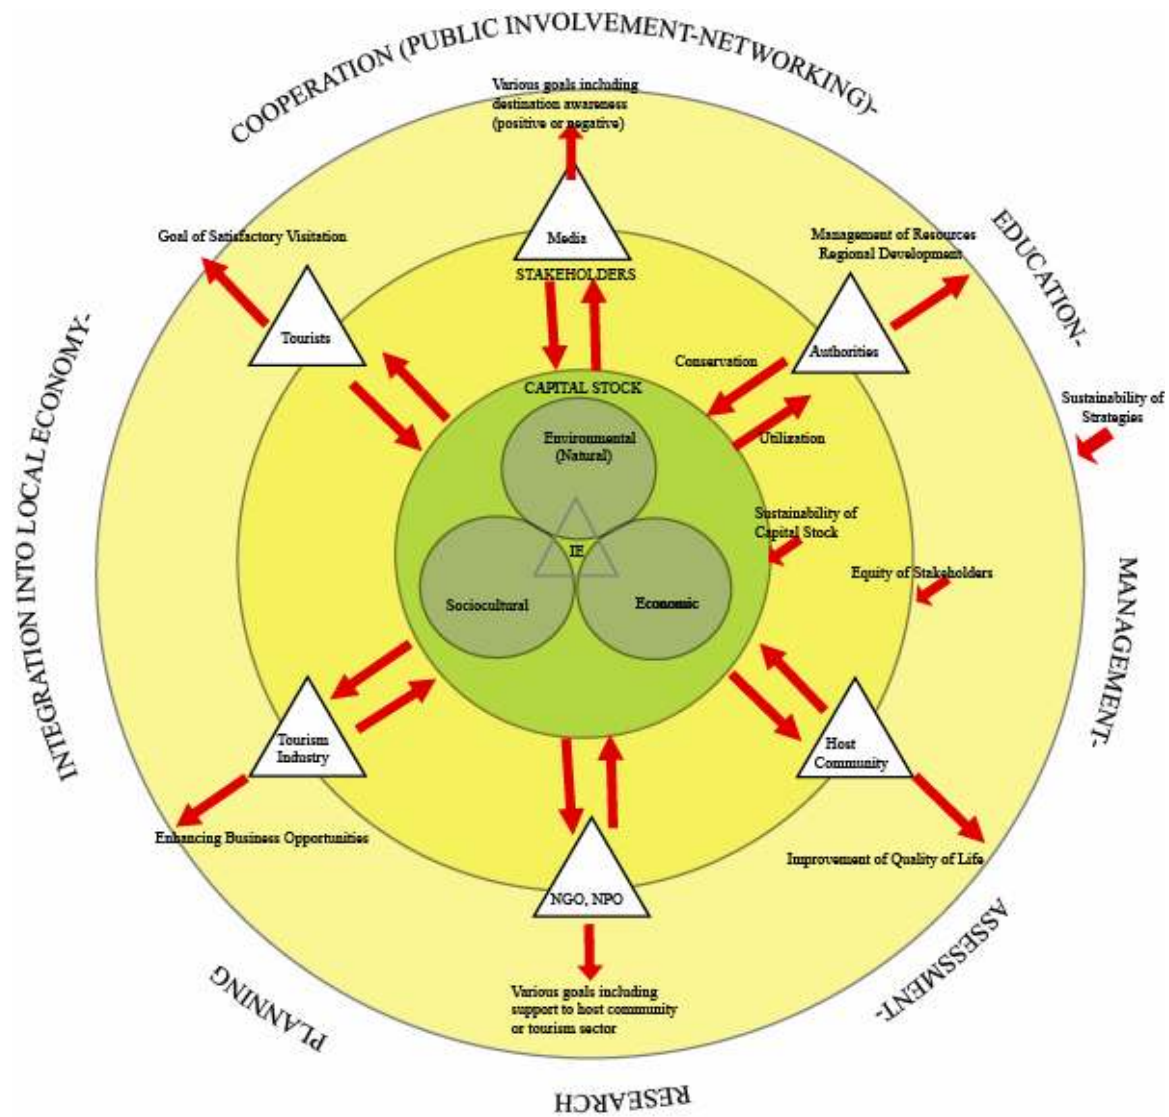 COOPERATION (PUBLIC INVOLVEMENT-NETWORKING)-
EDUCATION-
MANAGEMENT-
ASSESSMENT-
RESEARCH
PLANNING
INTEGRATION INTO LOCAL ECONOMY-
Various goals including
destination awareness
(positive or negative)
Media
STAKEHOLDERS
Goal of Satisfactory Visitation
Tourists
Management of Resources
Regional Development
Authorities
Conservation
Utilization
Sustainability of
Strategies
CAPITAL STOCK
Environmental
(Natural)
IE
Sociocultural
Economic
Sustainability of
Capital Stock
Equity of Stakeholders
Tourism
Industry
Enhancing Business Opportunities
Host
Community
Improvement of Quality of Life
NGO, NPO
Various goals including
support to host community
or tourism sector